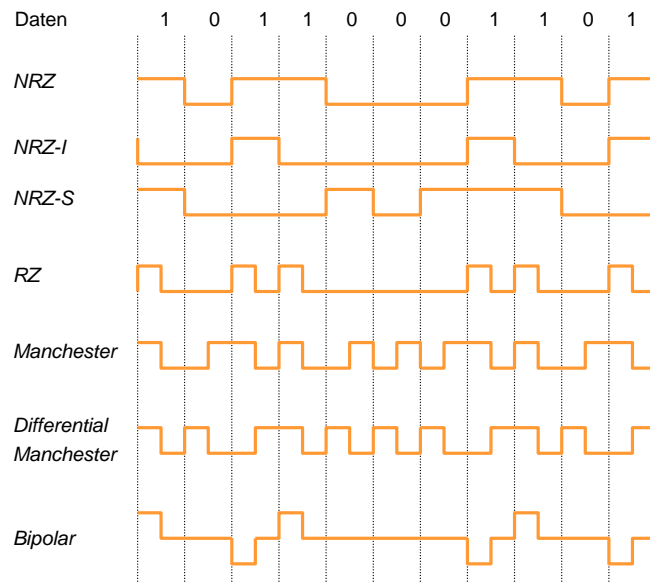 Daten 1 0 1 1 0 0 0 1 1 0 1
NRZ
NRZ-I
NRZ-S
RZ
Manchester
Differential
Manchester
Bipolar